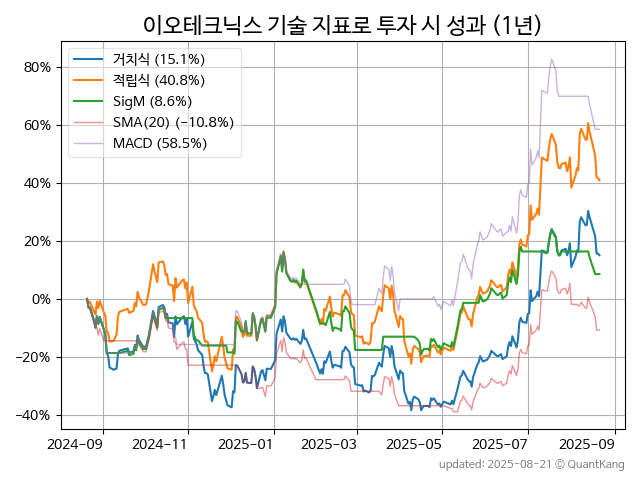 이오테크닉스 기술 지표로 투자 시 성과 (1년)
거치식 (15.1%)
적립식 (40.8%)
SigM (8.6%)
SMA(20) (−10.8%)
MACD (58.5%)
80%
60%
40%
20%
0%
−20%
−40%
2024-09 2024-11 2025-01 2025-03 2025-05 2025-07 2025-09
updated: 2025-08-21 © QuantKang